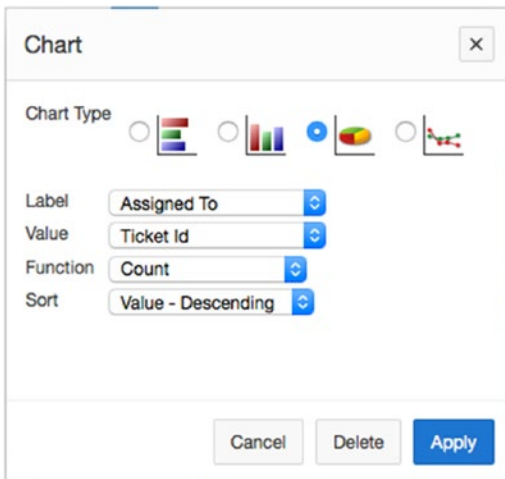 Chart
Chart Type
Label Assigned To
Value Ticket Id
Function Count
Sort Value - Descending
Cancel Delete Apply